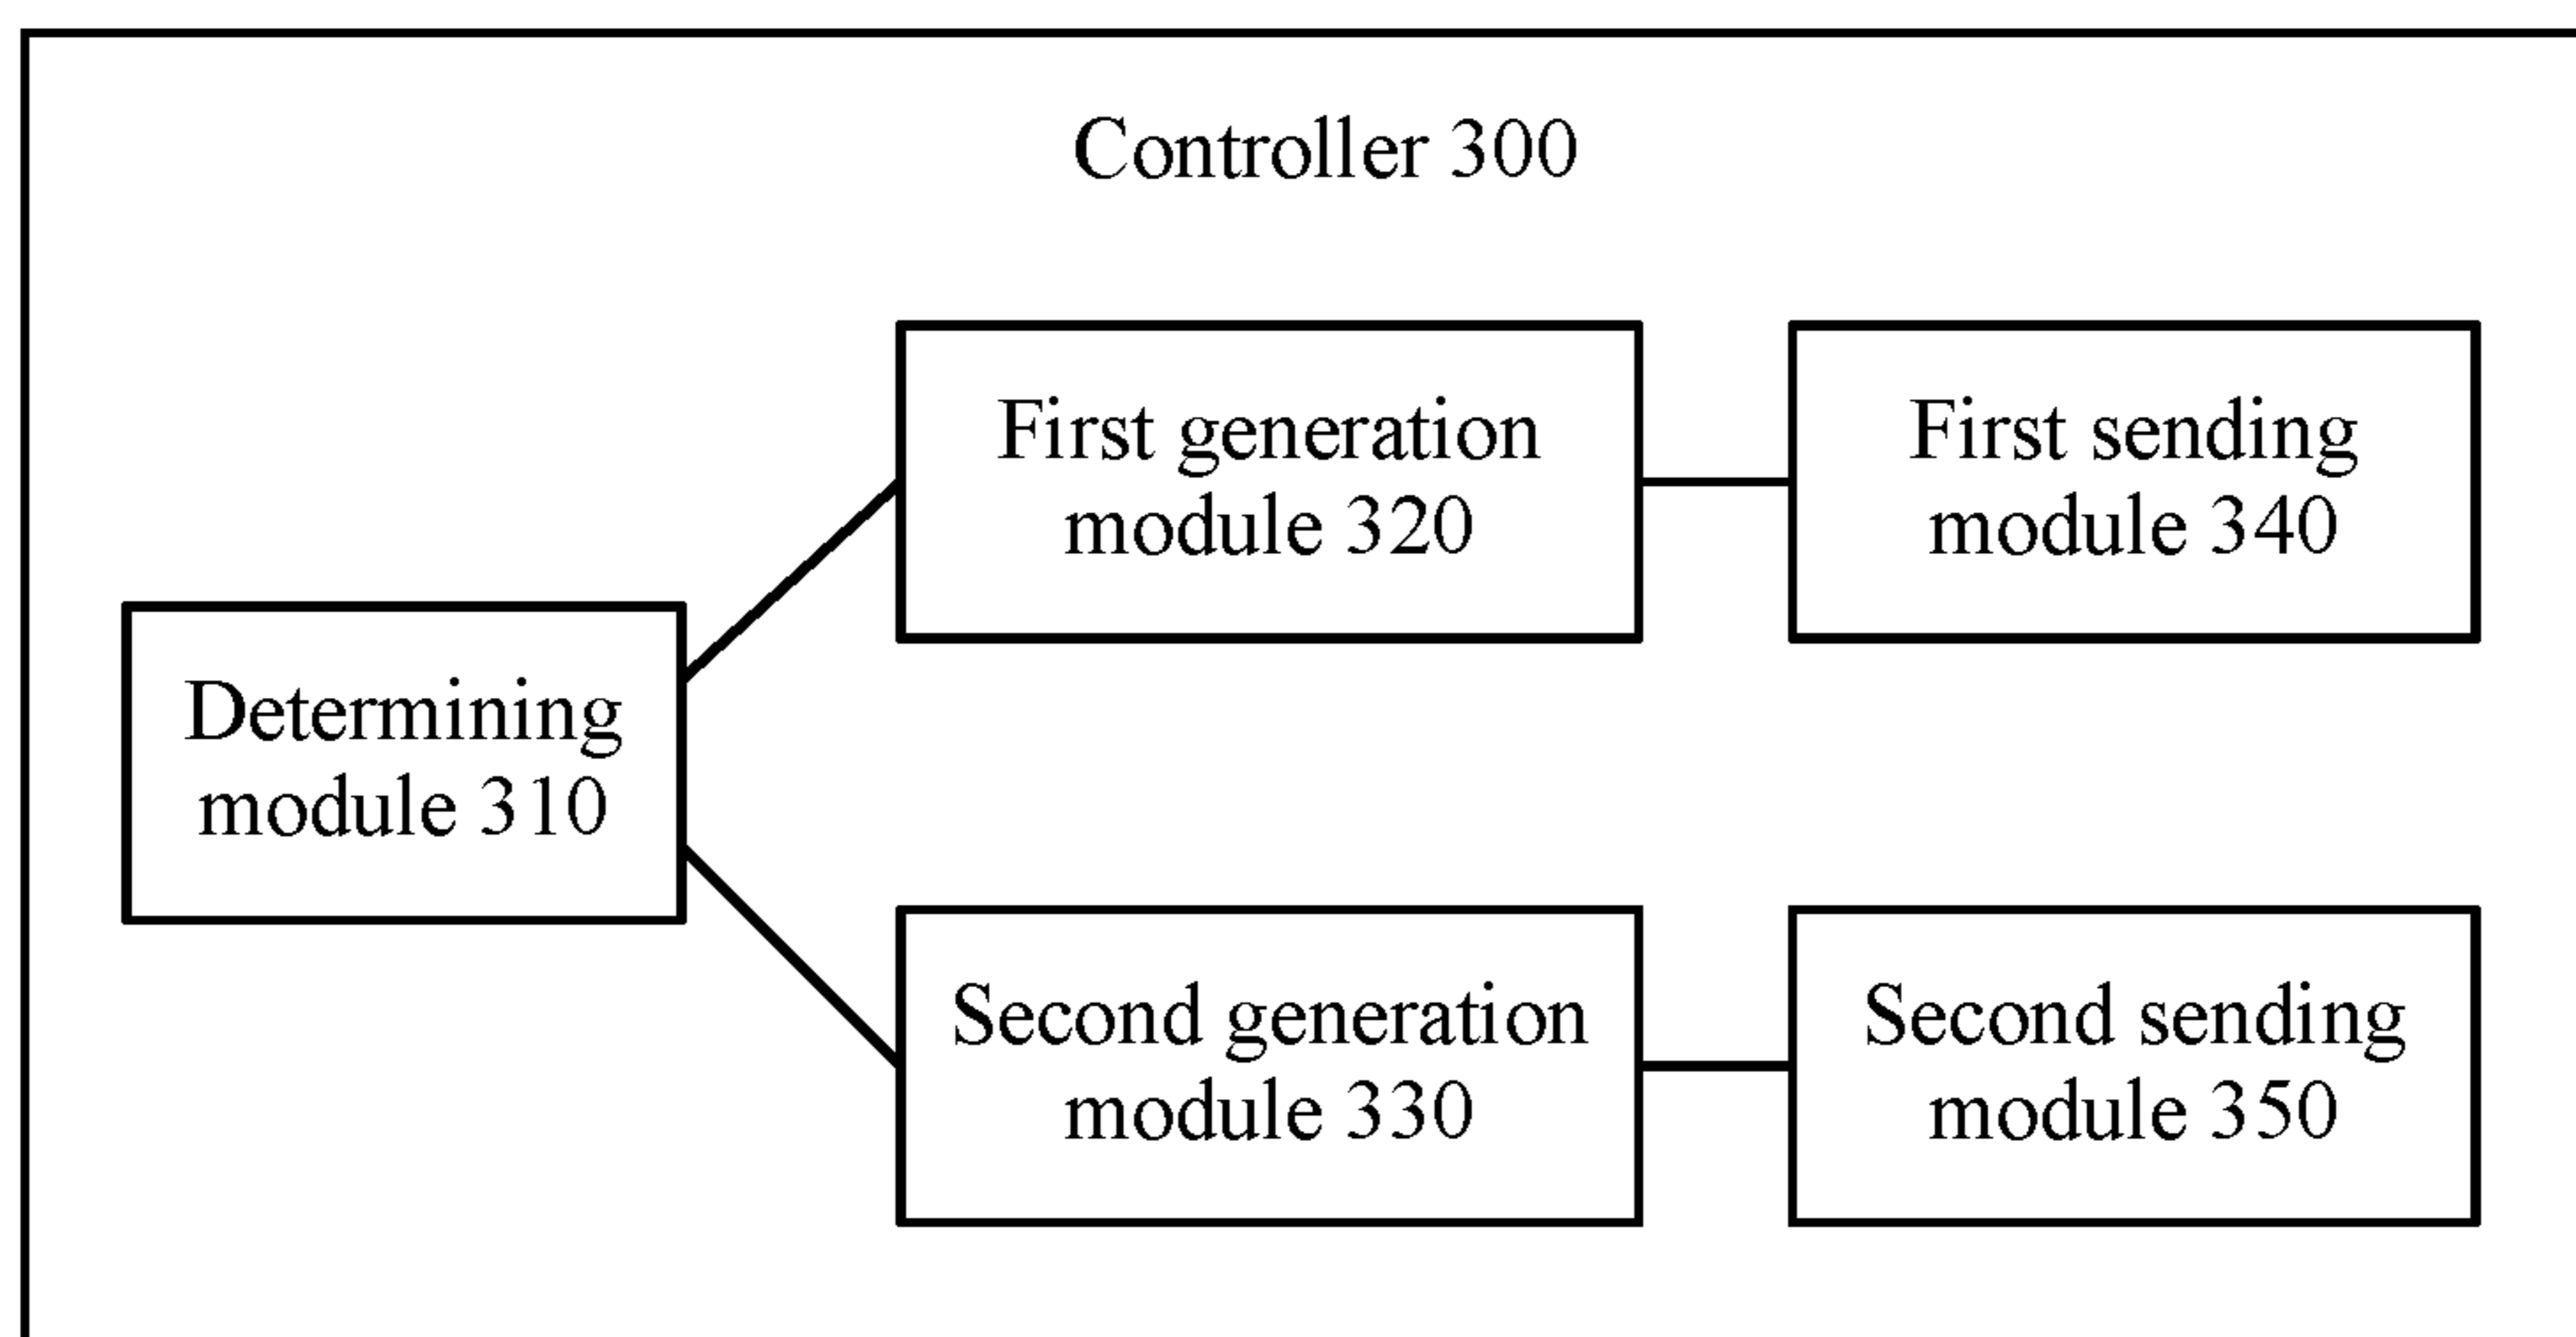 Controller 300
First generation
module 320
First sending
module 340
Determining
module 310
Second generation
module 330
Second sending
module 350